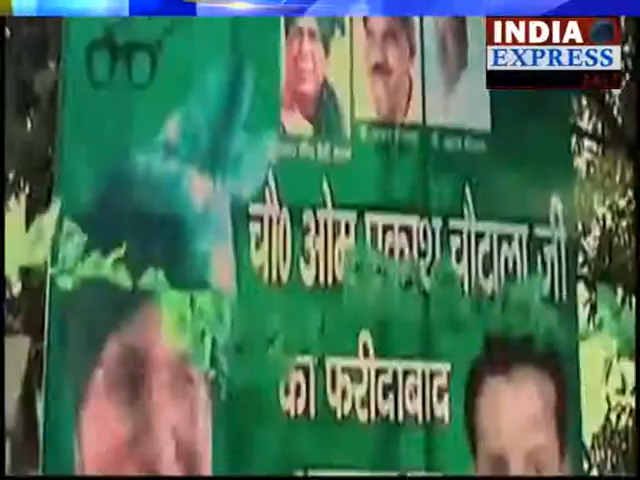 INDIA
EXPRESS
चौ० ओम प्रकाश चौटाला जी
का फरीदाबाद